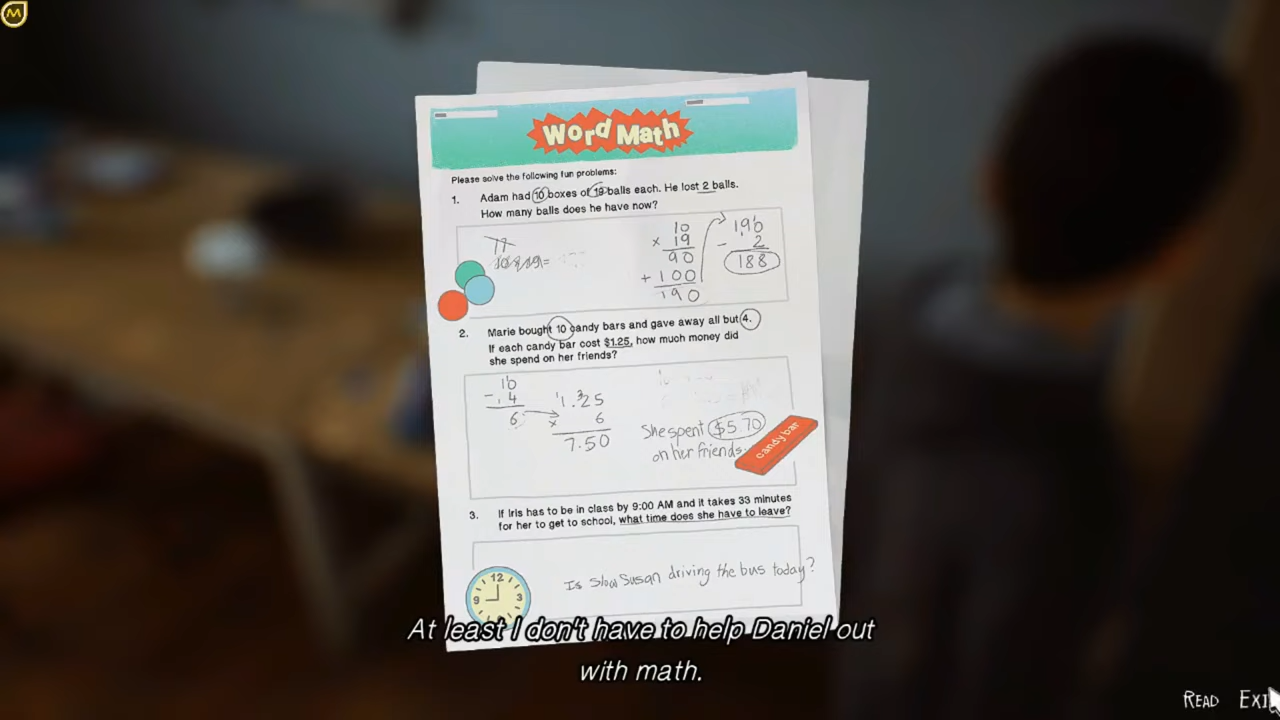 M
Word Math
Please solve the following fun problems:
1. Adam had 10 boxes of 19 balls each. He lost 2 balls.
How many balls does he have now?
10
x 19
90
+ 100
190
190
- 2
188
2. Marie bought 10 candy bars and gave away all but 4.
If each candy bar cost $1.25, how much money did
she spend on her friends?
10
- 4
6
1.25
x 6
7.50
She spent $5.70
on her friends.
candy bar
3. If Iris has to be in class by 9:00 AM and it takes 33 minutes
for her to get to school, what time does she have to leave?
12
9 3
Is Slow Susan driving the bus today?
At least I don't have to help Daniel out
with math.
READ EXI